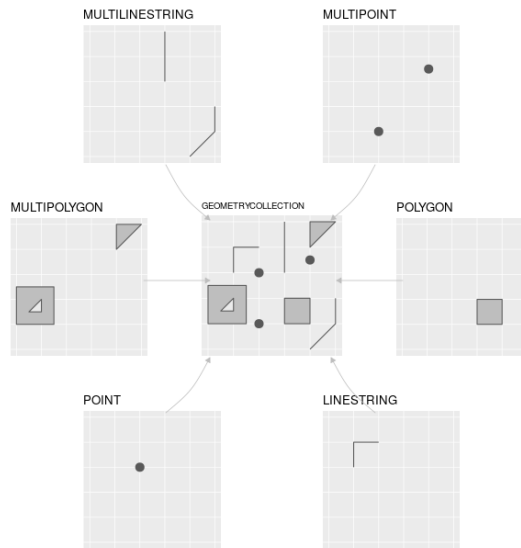 MULTILINESTRING
MULTIPOINT
MULTIPOLYGON
GEOMETRYCOLLECTION
POLYGON
POINT
LINESTRING